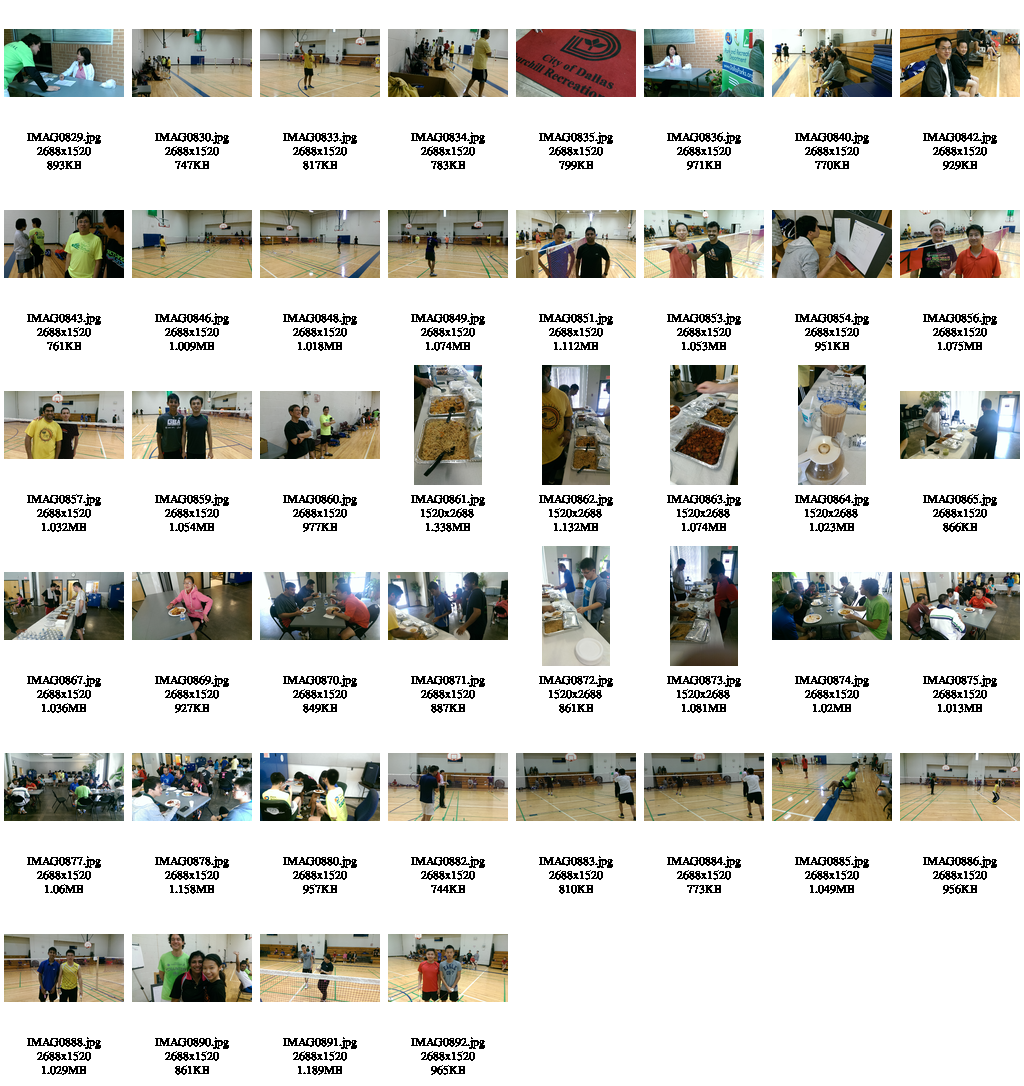 City of Dallas
Churchill Recreation
IMAG0829.jpg
2688x1520
893KB
IMAG0830.jpg
2688x1520
747KB
IMAG0833.jpg
2688x1520
817KB
IMAG0834.jpg
2688x1520
783KB
IMAG0835.jpg
2688x1520
799KB
IMAG0836.jpg
2688x1520
971KB
IMAG0840.jpg
2688x1520
770KB
IMAG0842.jpg
2688x1520
929KB
IMAG0843.jpg
2688x1520
761KB
IMAG0846.jpg
2688x1520
1.009MB
IMAG0848.jpg
2688x1520
1.018MB
IMAG0849.jpg
2688x1520
1.074MB
IMAG0851.jpg
2688x1520
1.112MB
IMAG0853.jpg
2688x1520
1.053MB
IMAG0854.jpg
2688x1520
951KB
IMAG0856.jpg
2688x1520
1.075MB
IMAG0857.jpg
2688x1520
1.032MB
IMAG0859.jpg
2688x1520
1.054MB
IMAG0860.jpg
2688x1520
977KB
IMAG0861.jpg
1520x2688
1.338MB
IMAG0862.jpg
1520x2688
1.132MB
IMAG0863.jpg
1520x2688
1.074MB
IMAG0864.jpg
1520x2688
1.023MB
IMAG0865.jpg
2688x1520
866KB
IMAG0867.jpg
2688x1520
1.036MB
IMAG0869.jpg
2688x1520
927KB
IMAG0870.jpg
2688x1520
849KB
IMAG0871.jpg
2688x1520
887KB
IMAG0872.jpg
1520x2688
861KB
IMAG0873.jpg
1520x2688
1.081MB
IMAG0874.jpg
2688x1520
1.02MB
IMAG0875.jpg
2688x1520
1.013MB
IMAG0877.jpg
2688x1520
1.06MB
IMAG0878.jpg
2688x1520
1.158MB
IMAG0880.jpg
2688x1520
957KB
IMAG0882.jpg
2688x1520
744KB
IMAG0883.jpg
2688x1520
810KB
IMAG0884.jpg
2688x1520
773KB
IMAG0885.jpg
2688x1520
1.049MB
IMAG0886.jpg
2688x1520
956KB
IMAG0888.jpg
2688x1520
1.029MB
IMAG0890.jpg
2688x1520
861KB
IMAG0891.jpg
2688x1520
1.189MB
IMAG0892.jpg
2688x1520
965KB